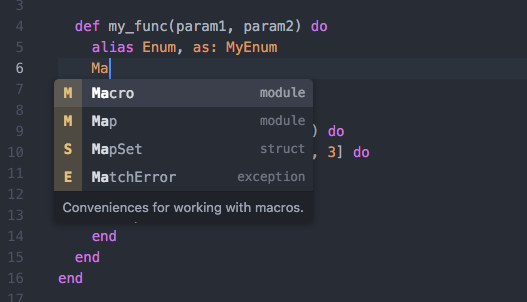 3
4 def my_func(param1, param2) do
5 alias Enum, as: MyEnum
6 Ma
7 M Macro module
8 M Map module
9 S MapSet struct ) do
10 E MatchError exception , 3] do
11
12 Conveniences for working with macros.
13
14 end
15 end
16 end
17